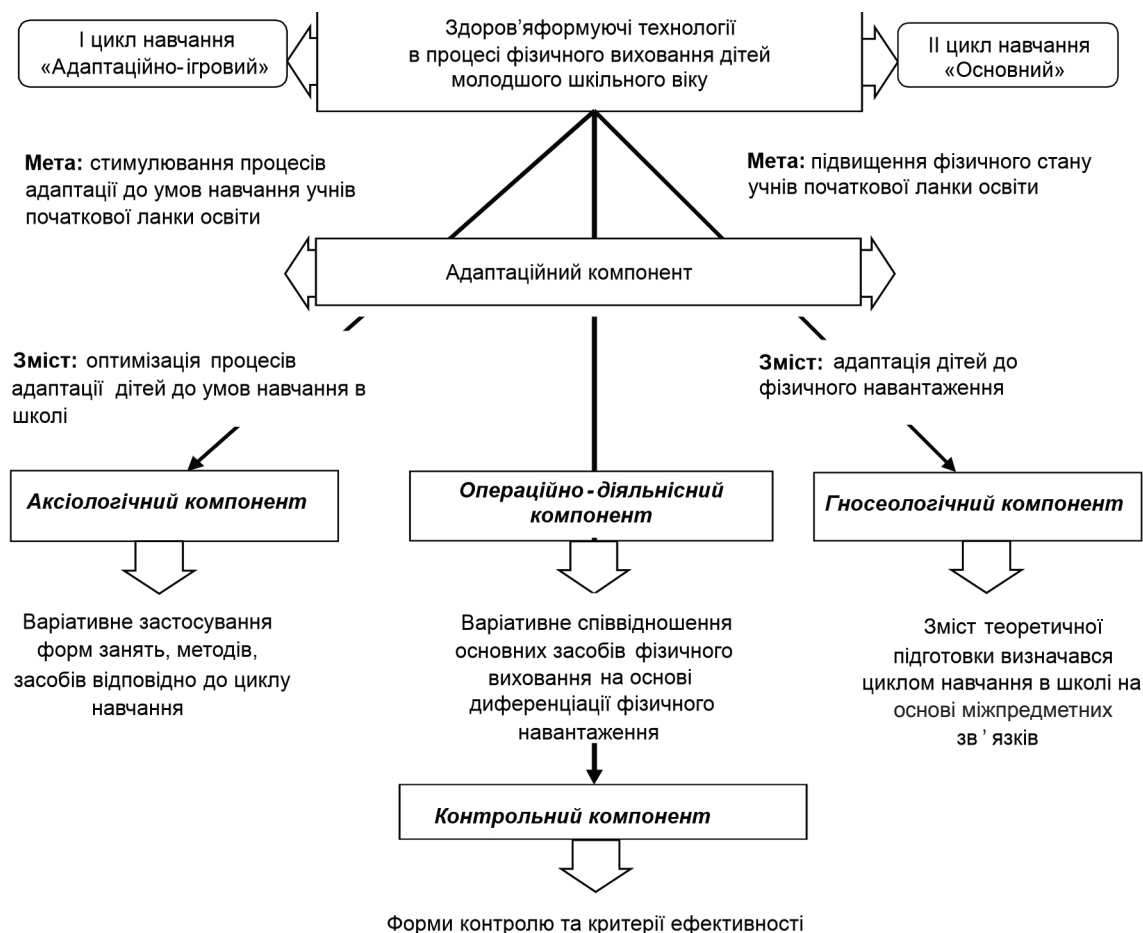 І цикл навчання
«Адаптаційно-ігровий»
Здоров’яформуючі технології
в процесі фізичного виховання дітей
молодшого шкільного віку
ІІ цикл навчання
«Основний»
Мета: стимулювання процесів
адаптації до умов навчання учнів
початкової ланки освіти
Мета: підвищення фізичного стану
учнів початкової ланки освіти
Адаптаційний компонент
Зміст: оптимізація процесів
адаптації дітей до умов навчання в
школі
Зміст: адаптація дітей до
фізичного навантаження
Аксіологічний компонент
Операційно-діяльнісний
компонент
Гносеологічний компонент
Варіативне застосування
форм занять, методів,
засобів відповідно до циклу
навчання
Варіативне співвідношення
основних засобів фізичного
виховання на основі
диференціації фізичного
навантаження
Зміст теоретичної
підготовки визначався
циклом навчання в школі на
основі міжпредметних
зв ’ язків
Контрольний компонент
Форми контролю та критерії ефективності